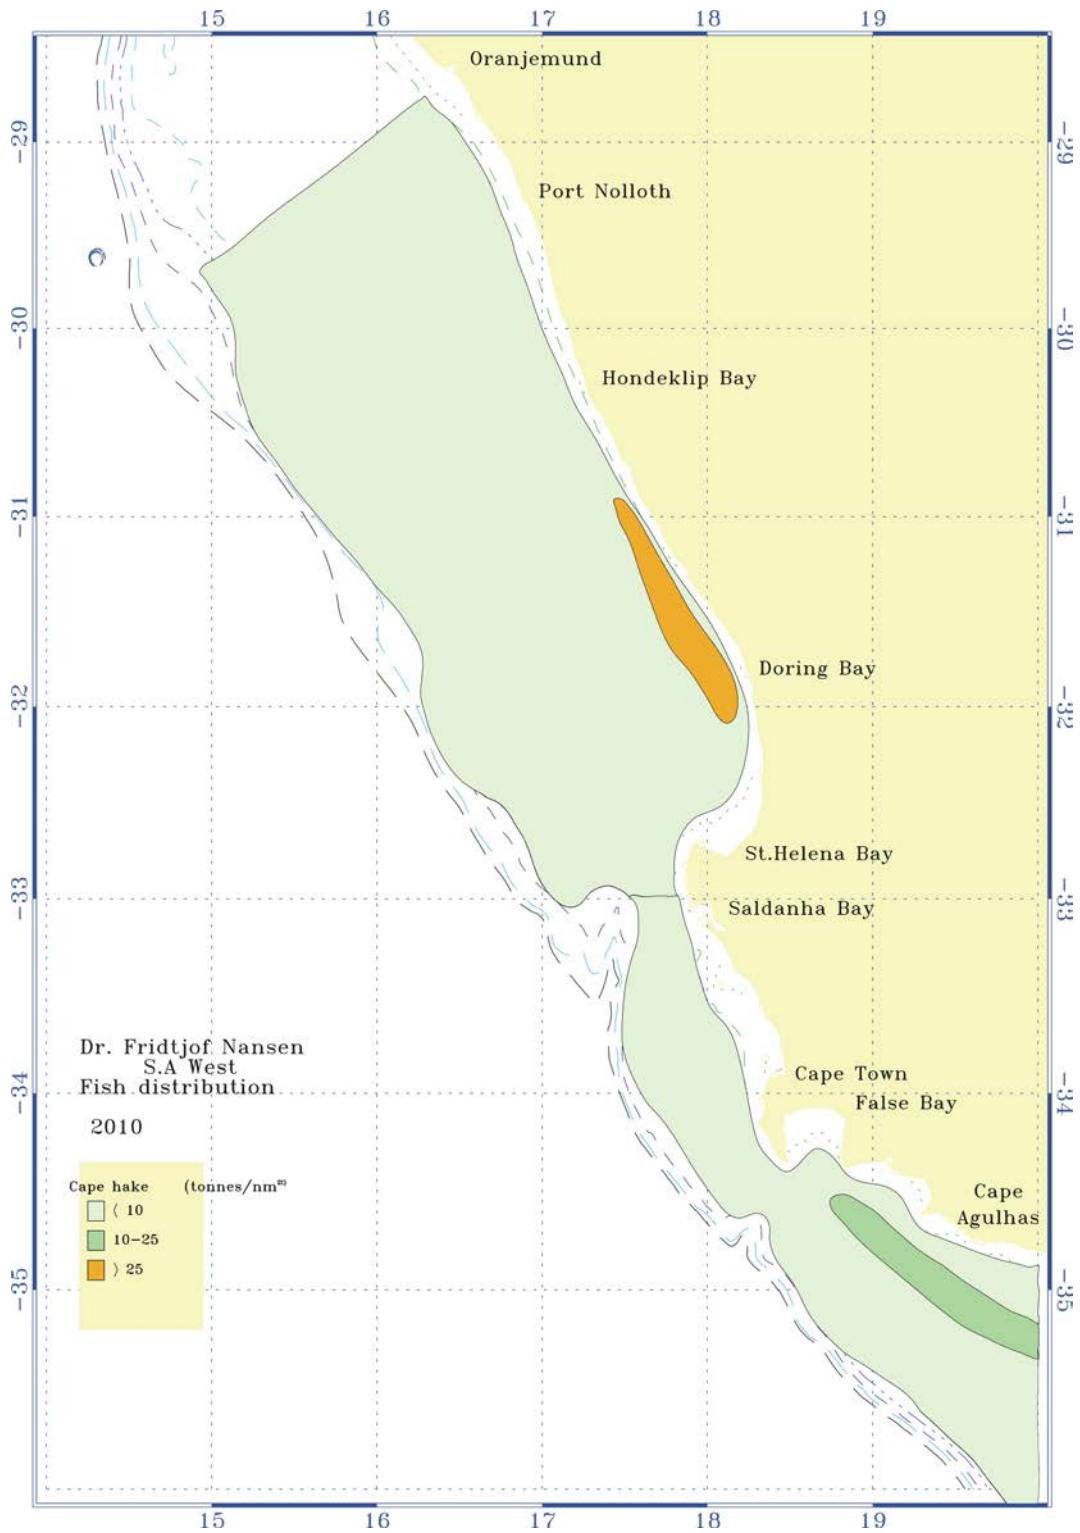 15 16 17 18 19
Oranjemund
-29 -29
Port Nolloth
-30 -30
Hondeklip Bay
-31 -31
Doring Bay
-32 -32
St.Helena Bay
-33 -33
Saldanha Bay
Dr. Fridtjof Nansen
S.A West
Fish distribution
2010
Cape Town
-34 -34
False Bay
Cape
Agulhas
Cape hake (tonnes/nm²)
⟨ 10
10-25
⟩ 25
-35 -35
15 16 17 18 19